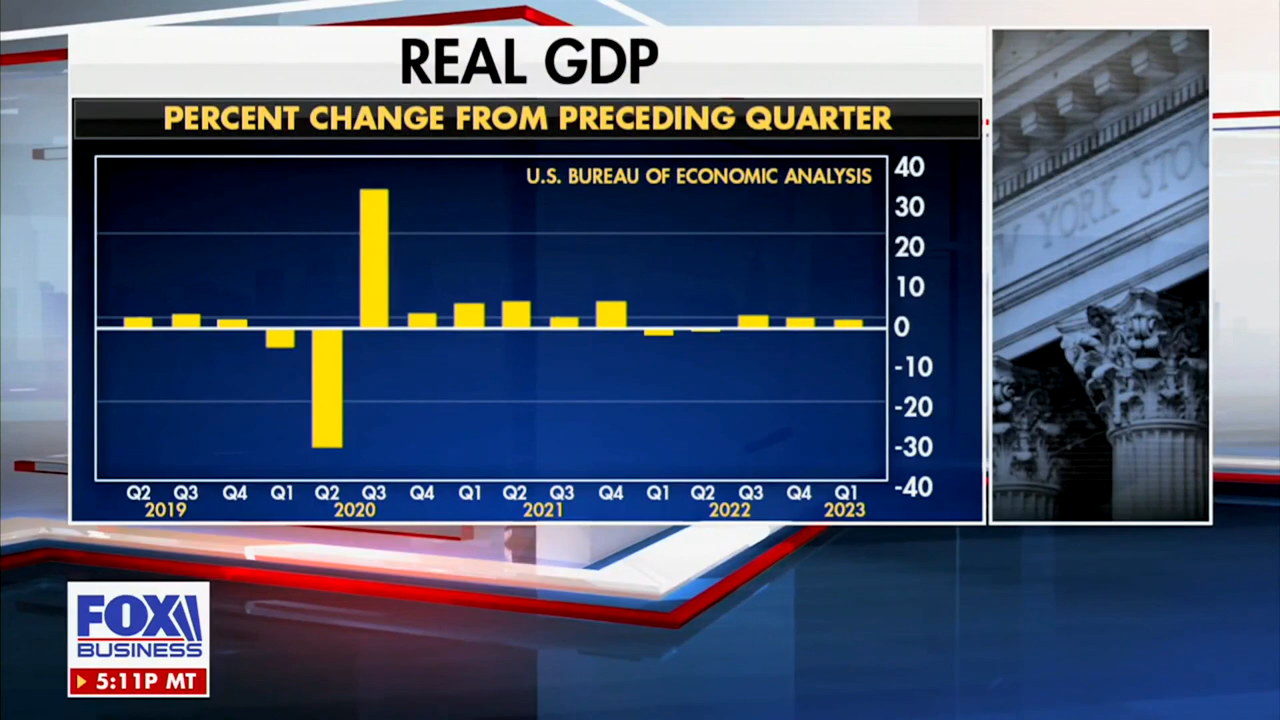 REAL GDP
PERCENT CHANGE FROM PRECEDING QUARTER
U.S. BUREAU OF ECONOMIC ANALYSIS
40
30
20
10
0
-10
-20
-30
-40
Q2 Q3 Q4 Q1 Q2 Q3 Q4 Q1 Q2 Q3 Q4 Q1 Q2 Q3 Q4 Q1
2019 2020 2021 2022 2023
YORK STOC
FOX
BUSINESS
5:11P MT